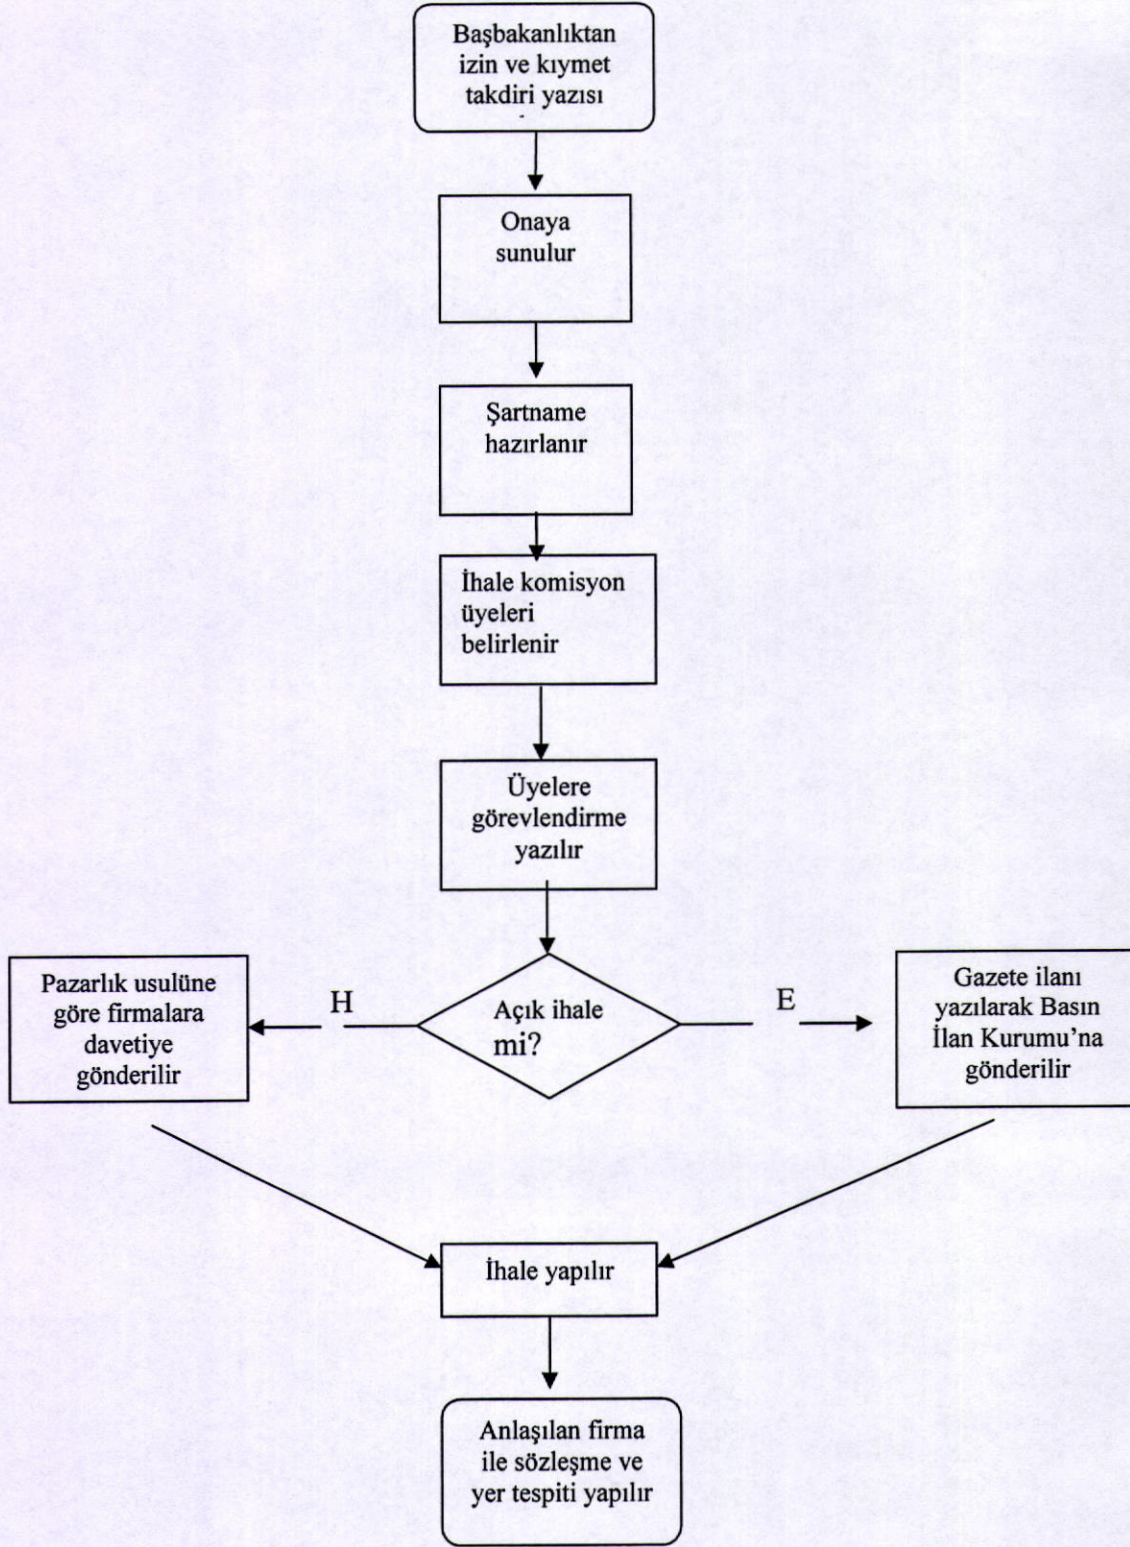 Başbakanlıktan
izin ve kıymet
takdiri yazısı
Onaya
sunulur
Şartname
hazırlanır
İhale komisyon
üyeleri
belirlenir
Üyelere
görevlendirme
yazılır
Açık ihale
mi?
H
E
Pazarlık usulüne
göre firmalara
davetiye
gönderilir
Gazete ilanı
yazılarak Basın
İlan Kurumu'na
gönderilir
İhale yapılır
Anlaşılan firma
ile sözleşme ve
yer tespiti yapılır